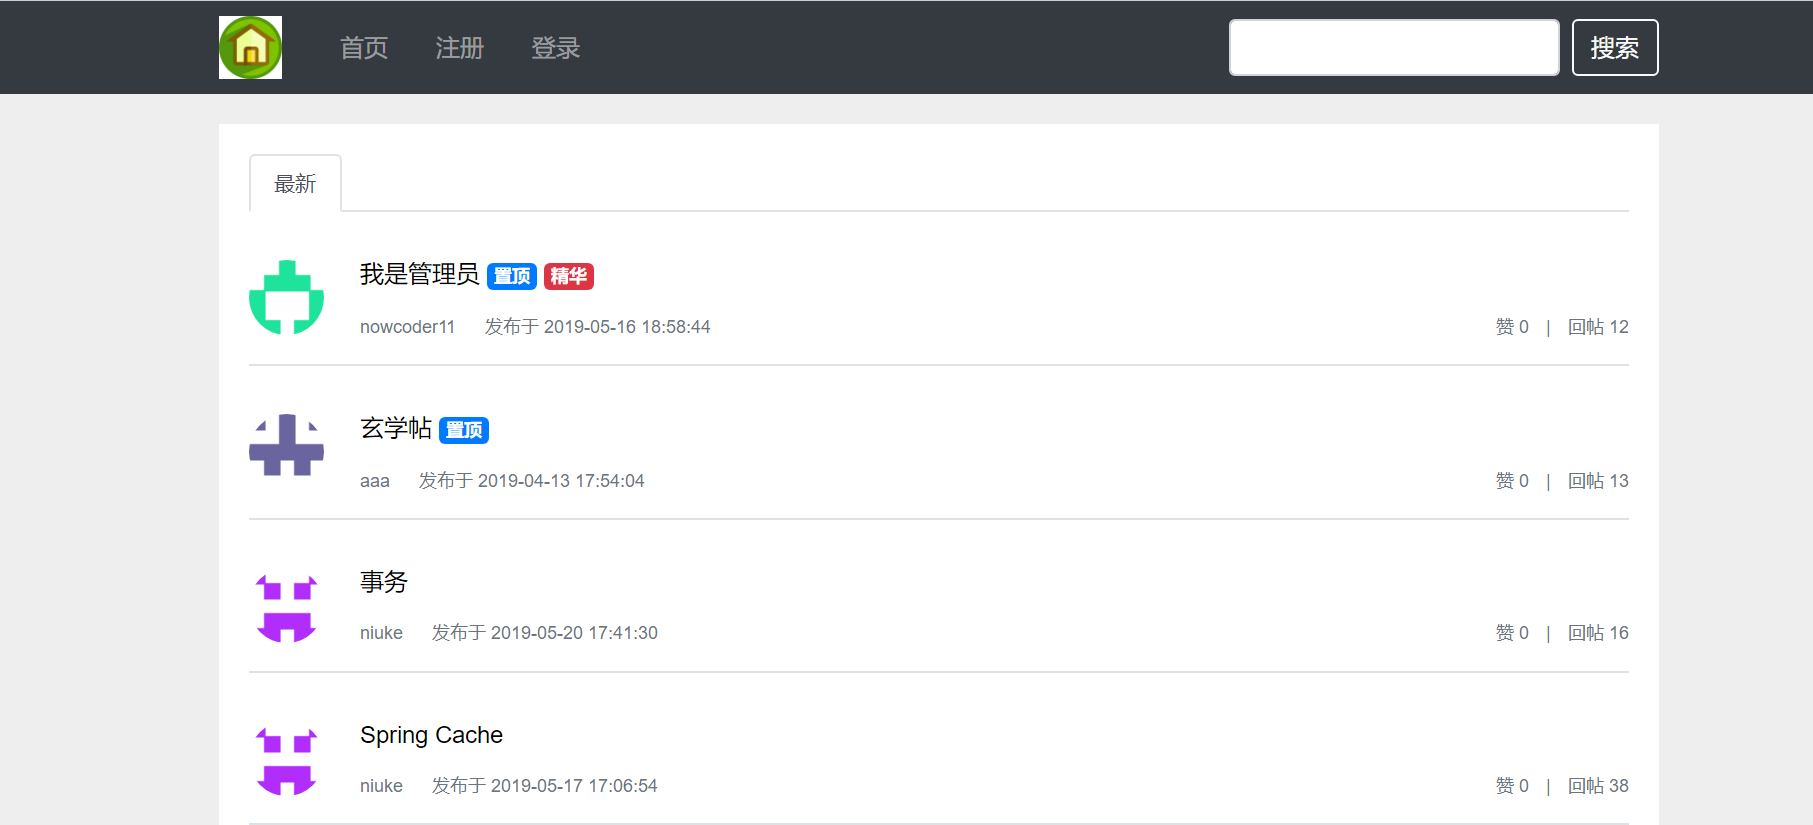 首页 注册 登录 搜索
最新
我是管理员 置顶 精华
nowcoder11 发布于 2019-05-16 18:58:44 赞 0 | 回帖 12
玄学帖 置顶
aaa 发布于 2019-04-13 17:54:04 赞 0 | 回帖 13
事务
niuke 发布于 2019-05-20 17:41:30 赞 0 | 回帖 16
Spring Cache
niuke 发布于 2019-05-17 17:06:54 赞 0 | 回帖 38